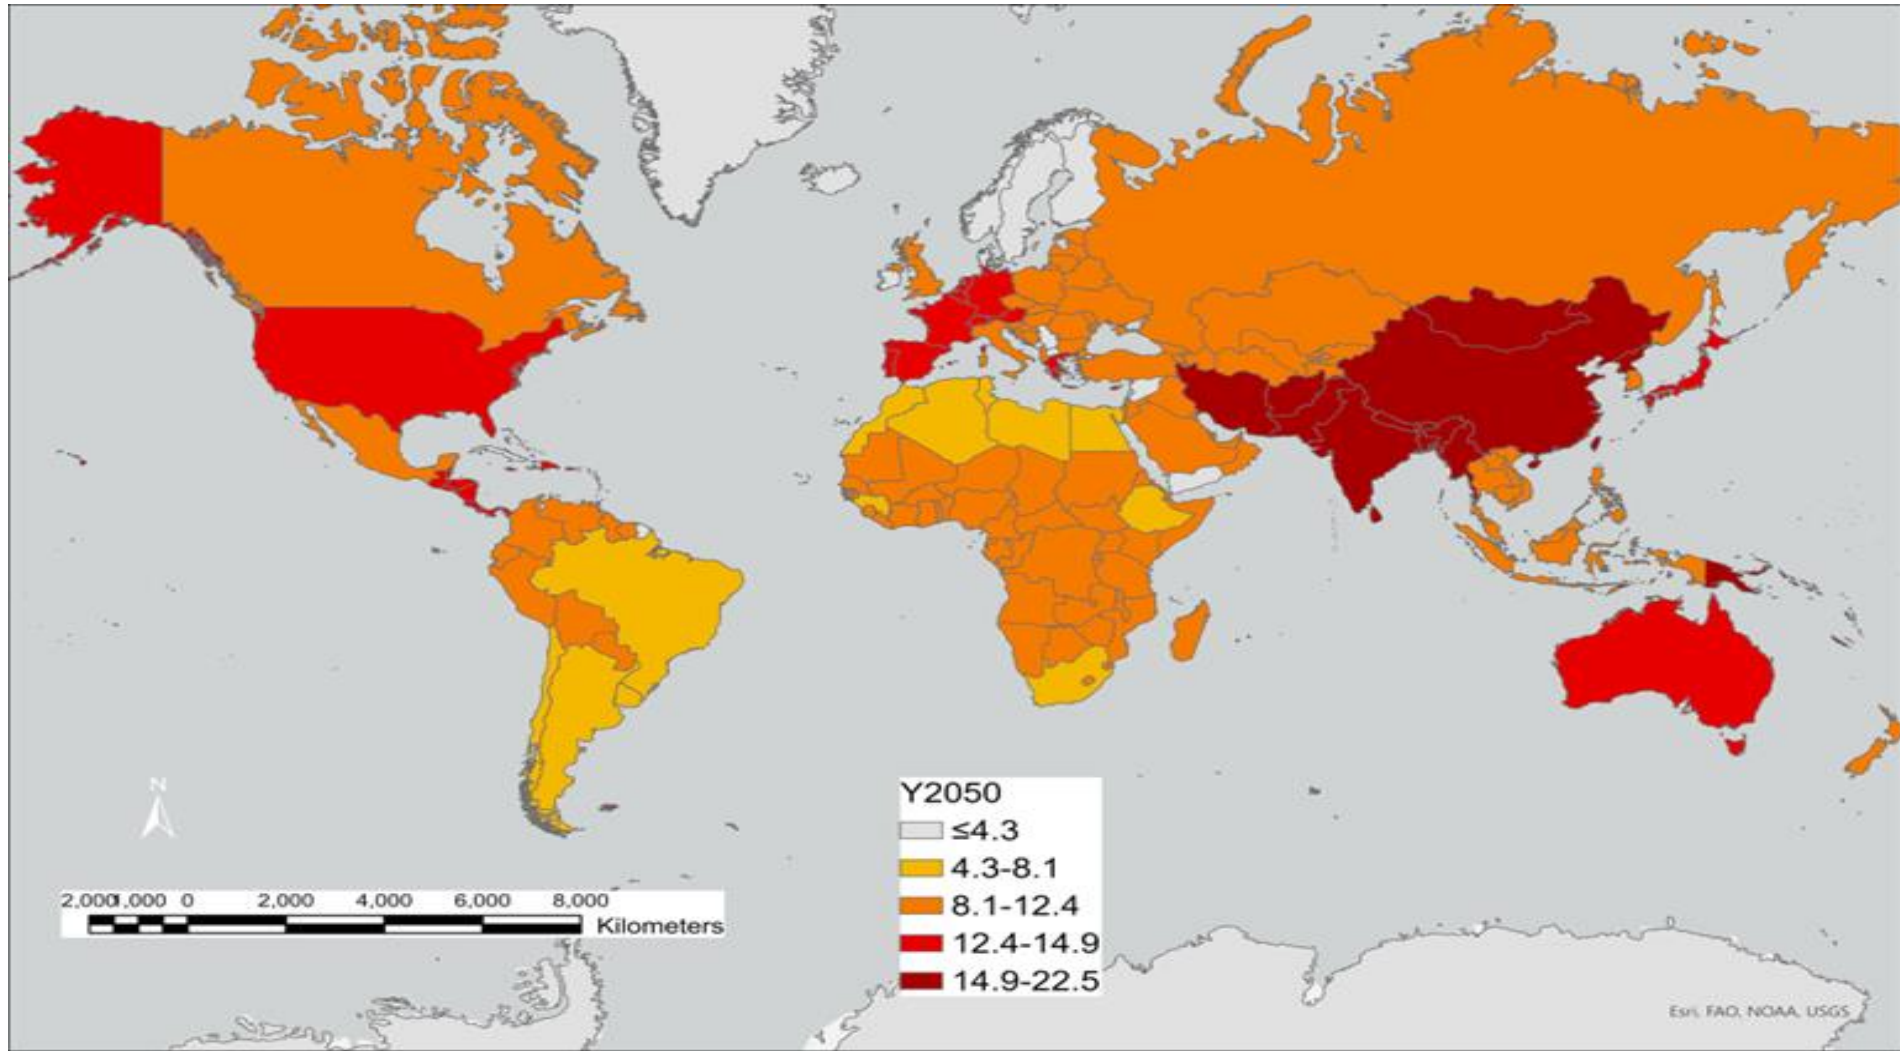 N
Y2050
≤4.3
4.3-8.1
8.1-12.4
12.4-14.9
14.9-22.5
2,000 1,000 0 2,000 4,000 6,000 8,000
Kilometers
Esri, FAO, NOAA, USGS